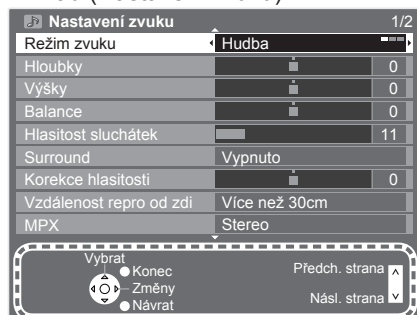 Nastavení zvuku 1/2
Režim zvuku Hudba
Hloubky 0
Výšky 0
Balance 0
Hlasitost sluchátek 11
Surround Vypnuto
Korekce hlasitosti 0
Vzdálenost repro od zdi Více než 30cm
MPX Stereo
Vybrat
Konec Předch. strana
Změny
Návrat Násl. strana